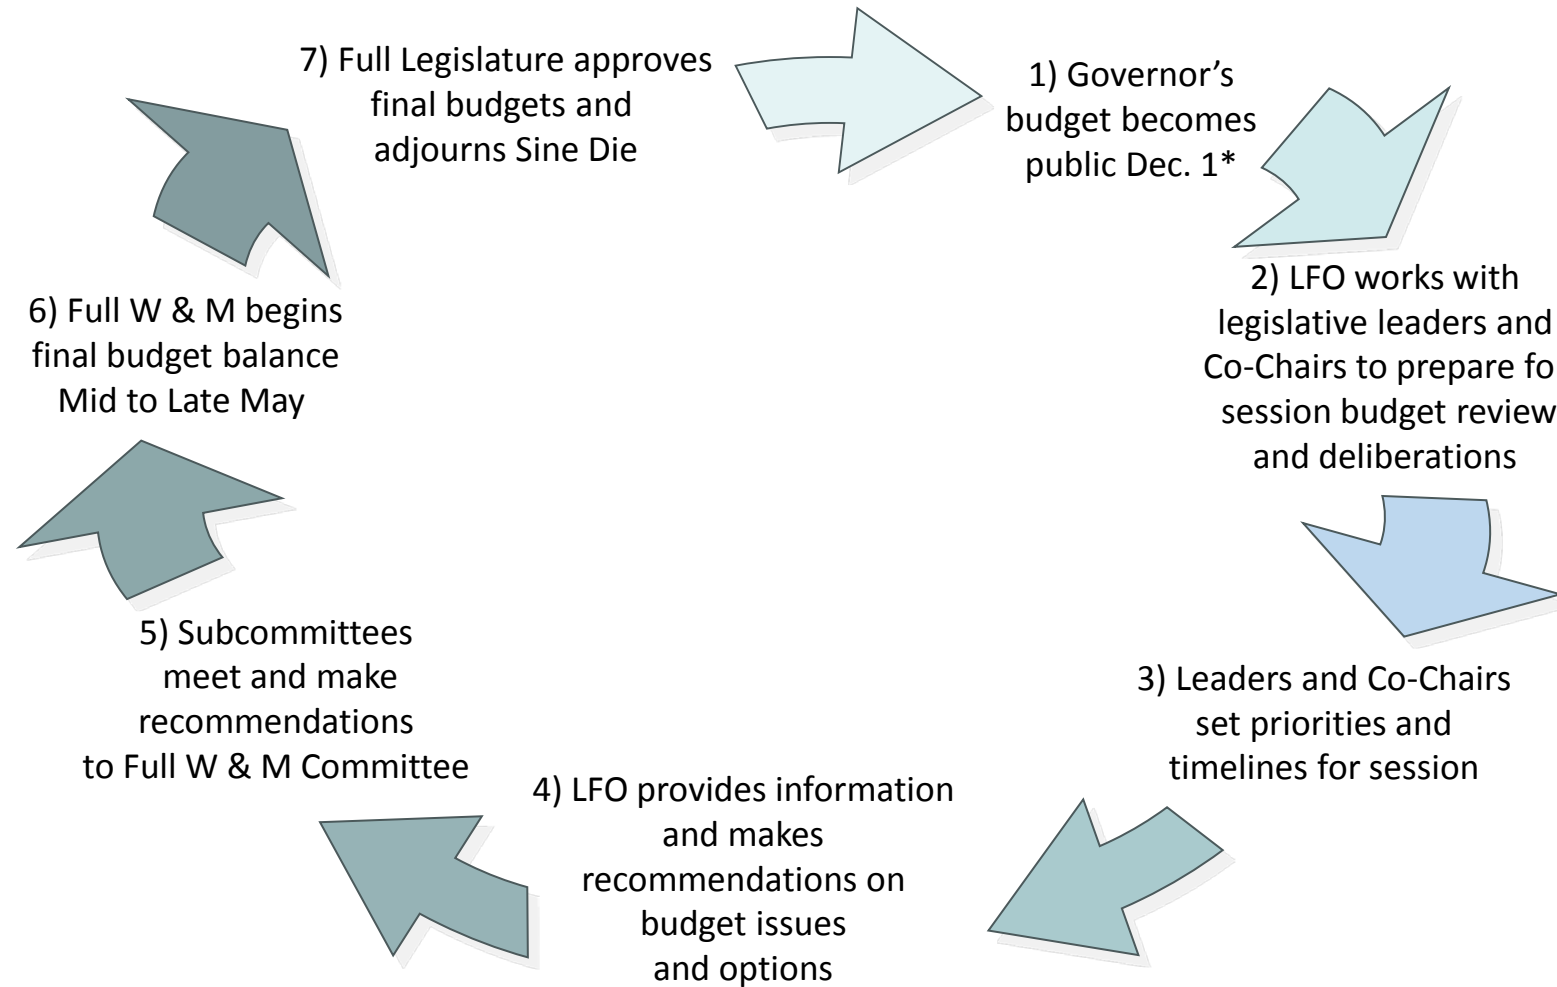 1) Governor's
budget becomes
public Dec. 1*
2) LFO works with
legislative leaders and
Co-Chairs to prepare fo
session budget review
and deliberations
3) Leaders and Co-Chairs
set priorities and
timelines for session
4) LFO provides information
and makes
recommendations on
budget issues
and options
5) Subcommittees
meet and make
recommendations
to Full W & M Committee
6) Full W & M begins
final budget balance
Mid to Late May
7) Full Legislature approves
final budgets and
adjourns Sine Die